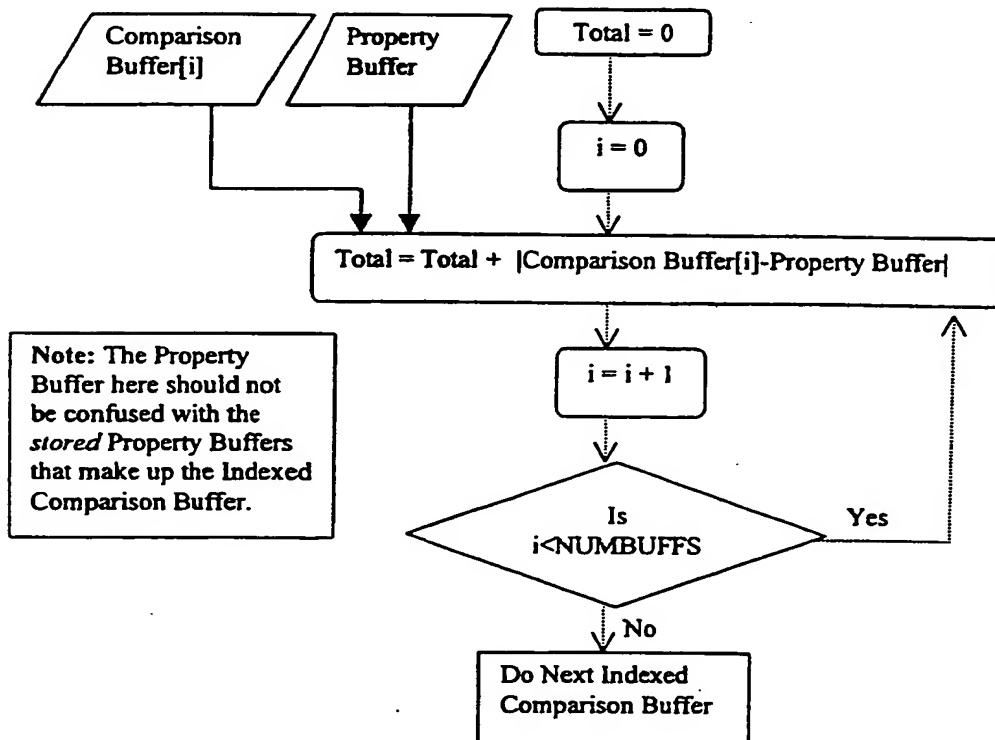 Comparison
Buffer[i]
Property
Buffer
Total = 0
i = 0
Total = Total + |Comparison Buffer[i]-Property Buffer|
Note: The Property
Buffer here should not
be confused with the
stored Property Buffers
that make up the Indexed
Comparison Buffer.
i = i + 1
Is
i<NUMBUFFS
Yes
No
Do Next Indexed
Comparison Buffer